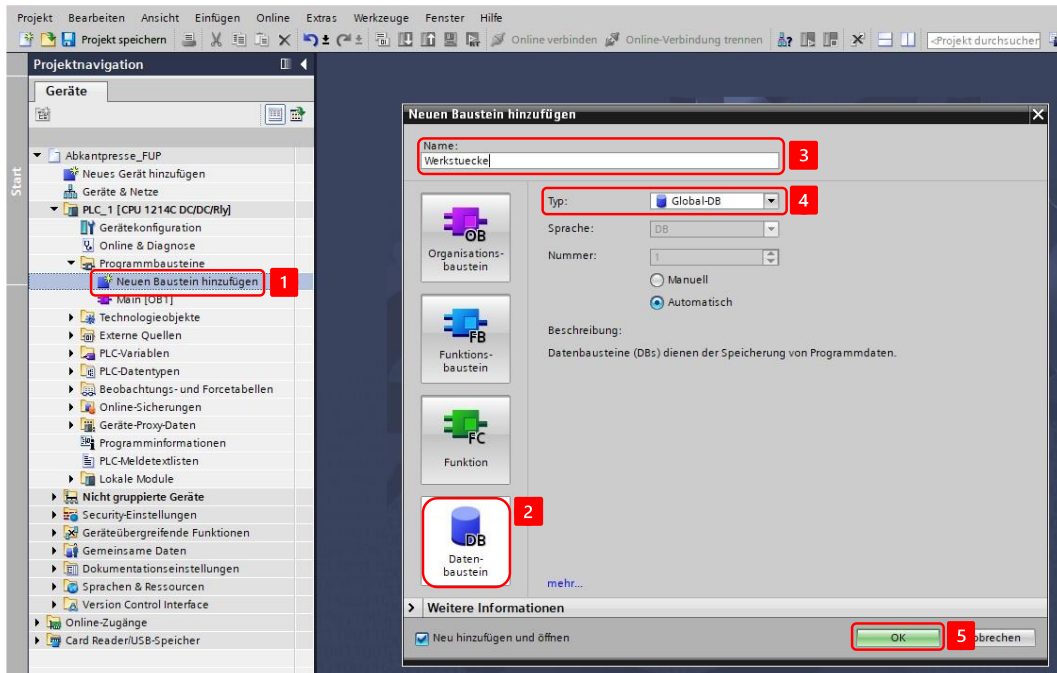 Projekt Bearbeiten Ansicht Einfügen Online Extras Werkzeuge Fenster Hilfe
Projekt speichern Online verbinden Online-Verbindung trennen <Projekt durchsuchen
Projektnavigation
Geräte
Start
Abkantpresse_FUP
Neues Gerät hinzufügen
Geräte & Netze
PLC_1 [CPU 1214C DC/DC/Rly]
Gerätekonfiguration
Online & Diagnose
Programmbausteine
Neuen Baustein hinzufügen 1
Main [OB1]
Technologieobjekte
Externe Quellen
PLC-Variablen
PLC-Datentypen
Beobachtungs- und Forcetabellen
Online-Sicherungen
Geräte-Proxy-Daten
Programminformationen
PLC-Meldetextlisten
Lokale Module
Nicht gruppierte Geräte
Security-Einstellungen
Geräteübergreifende Funktionen
Gemeinsame Daten
Dokumentationseinstellungen
Sprachen & Ressourcen
Version Control Interface
Online-Zugänge
Card Reader/USB-Speicher
Neuen Baustein hinzufügen
Name:
Werkstuecke
3
OB
Organisations-
baustein
FB
Funktions-
baustein
FC
Funktion
2
DB
Daten-
baustein
Typ: Global-DB 4
Sprache: DB
Nummer: 1
Manuell
Automatisch
Beschreibung:
Datenbausteine (DBs) dienen der Speicherung von Programmdaten.
mehr...
Weitere Informationen
Neu hinzufügen und öffnen
OK 5 bbrechen